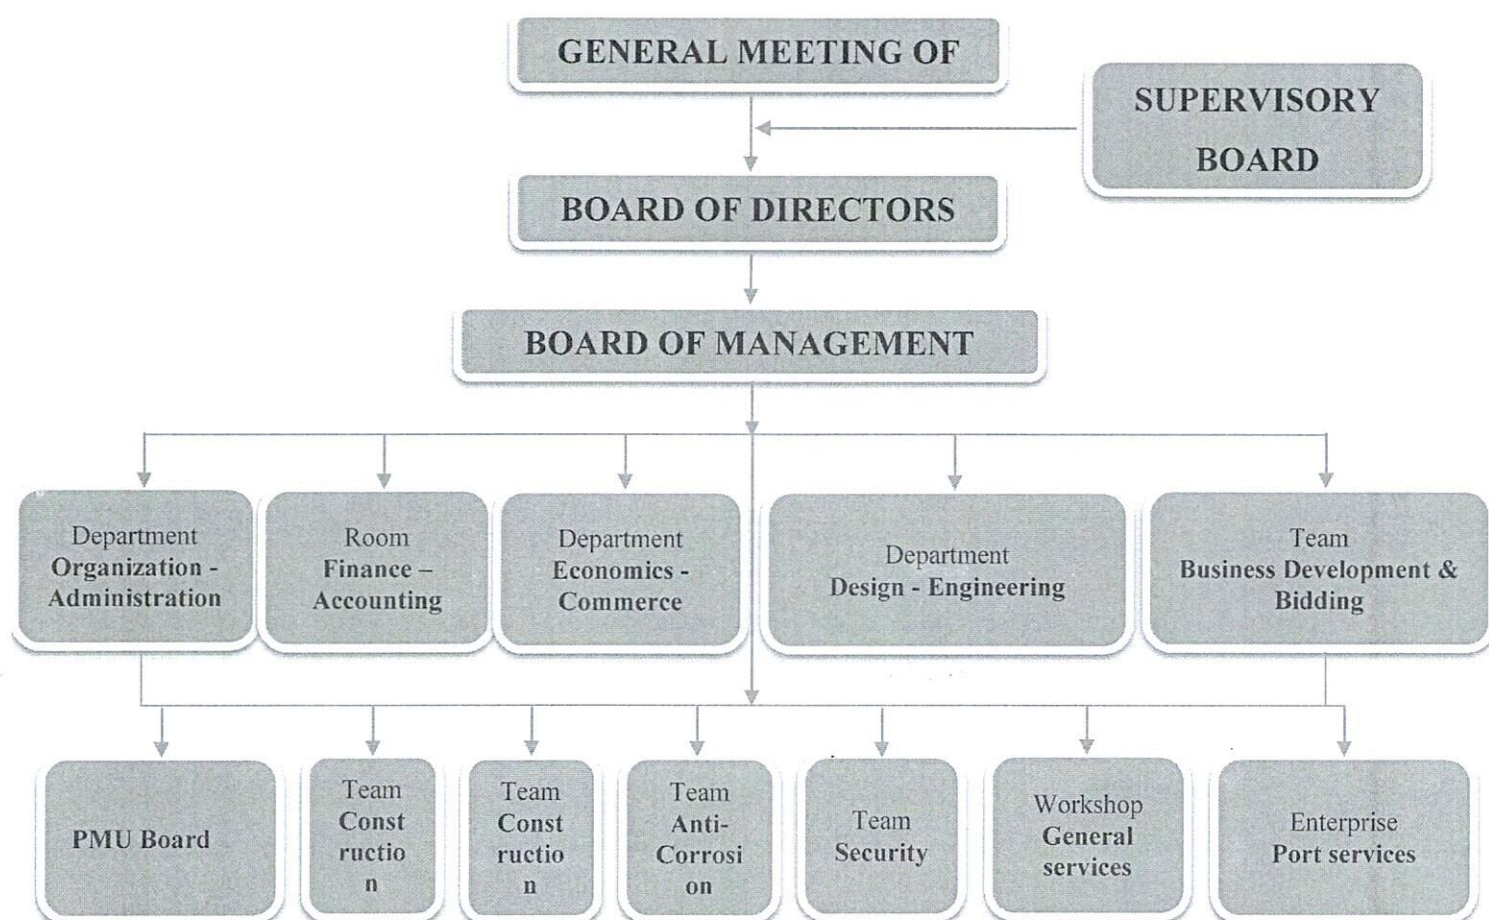 GENERAL MEETING OF
SUPERVISORY
BOARD
BOARD OF DIRECTORS
BOARD OF MANAGEMENT
Department
Organization -
Administration
Room
Finance –
Accounting
Department
Economics -
Commerce
Department
Design - Engineering
Team
Business Development &
Bidding
PMU Board
Team
Const
ructio
n
Team
Const
ructio
n
Team
Anti-
Corrosi
on
Team
Security
Workshop
General
services
Enterprise
Port services